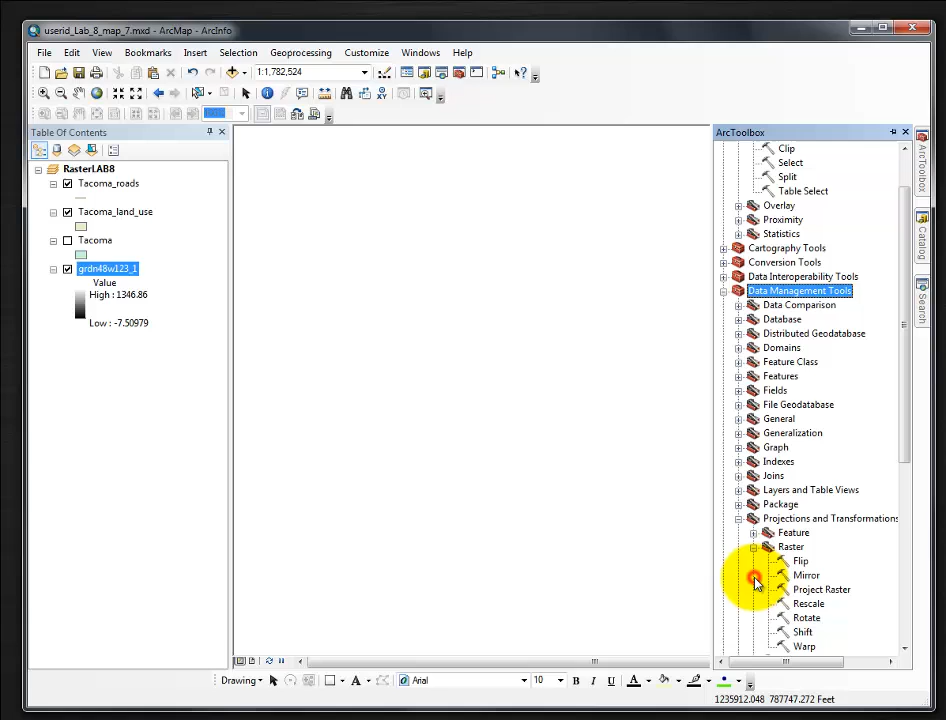 userid_Lab_8_map_7.mxd - ArcMap - ArcInfo
File Edit View Bookmarks Insert Selection Geoprocessing Customize Windows Help
1:1,782,524
Table Of Contents
RasterLAB8
Tacoma_roads
Tacoma_land_use
Tacoma
grdn48w123_1
Value
High : 1346.86
Low : -7.50979
ArcToolbox
Clip
Select
Split
Table Select
Overlay
Proximity
Statistics
Cartography Tools
Conversion Tools
Data Interoperability Tools
Data Management Tools
Data Comparison
Database
Distributed Geodatabase
Domains
Feature Class
Features
Fields
File Geodatabase
General
Generalization
Graph
Indexes
Joins
Layers and Table Views
Package
Projections and Transformations
Feature
Raster
Flip
Mirror
Project Raster
Rescale
Rotate
Shift
Warp
ArcToolbox
Catalog
Search
Drawing Arial 10 B I U A
1235912.048 787747.272 Feet